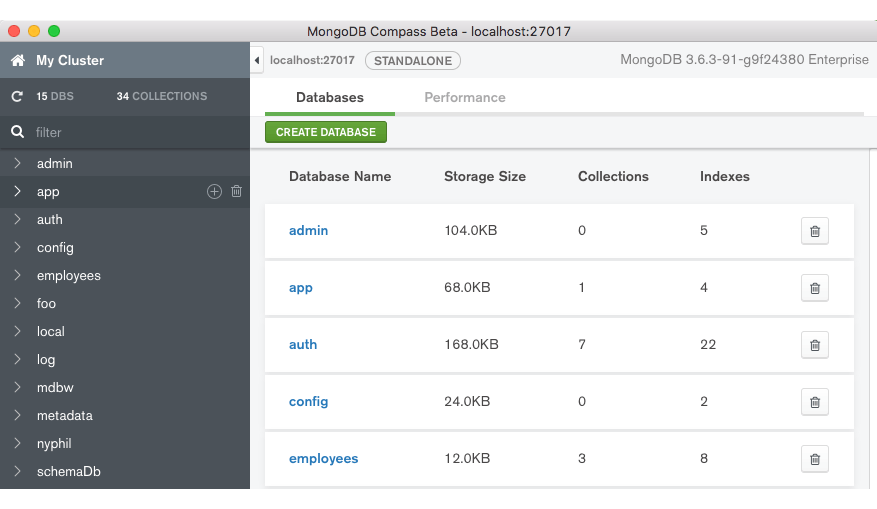 MongoDB Compass Beta - localhost:27017
My Cluster
localhost:27017 STANDALONE
MongoDB 3.6.3-91-g9f24380 Enterprise
15 DBS 34 COLLECTIONS
filter
admin
app
auth
config
employees
foo
local
log
mdbw
metadata
nyphil
schemaDb
Databases Performance
CREATE DATABASE
Database Name Storage Size Collections Indexes
admin 104.0KB 0 5
app 68.0KB 1 4
auth 168.0KB 7 22
config 24.0KB 0 2
employees 12.0KB 3 8